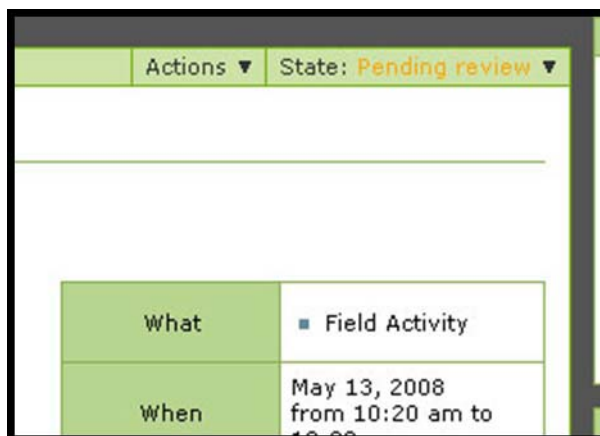 Actions ▼ State: Pending review ▼
What
▪ Field Activity
When
May 13, 2008
from 10:20 am to